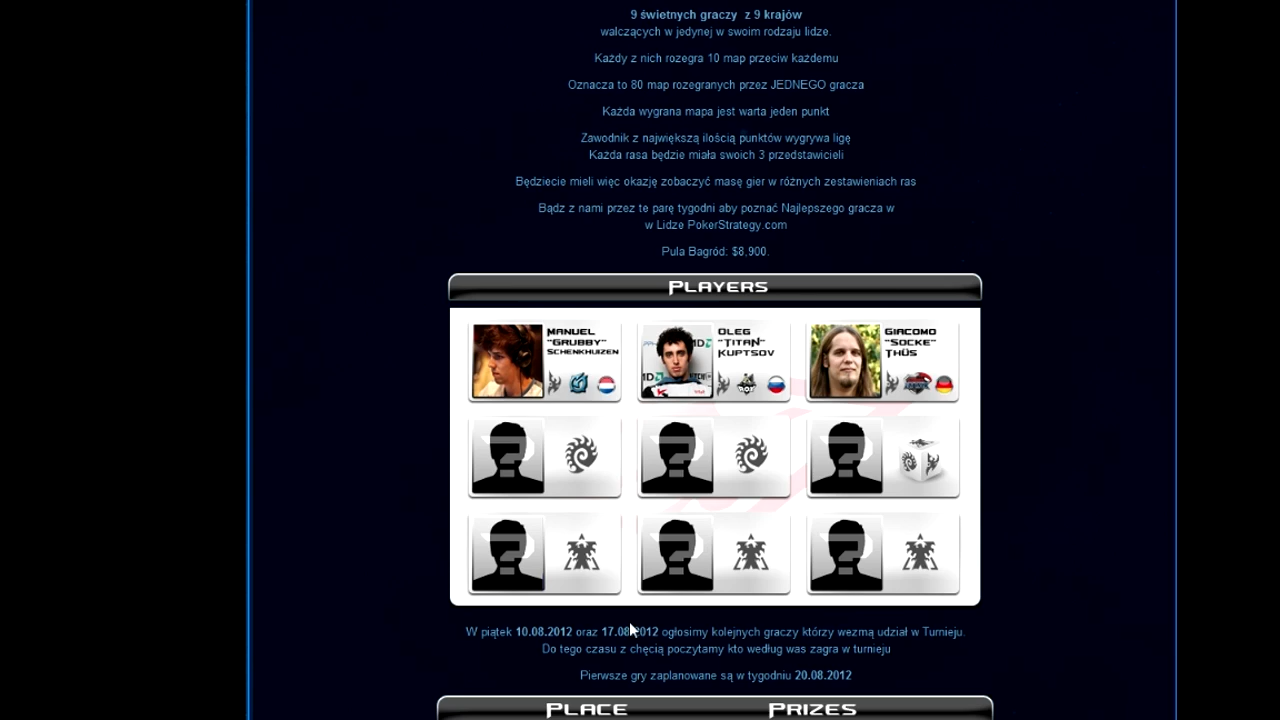 9 świetnych graczy z 9 krajów
walczących w jedynej w swoim rodzaju lidze.
Każdy z nich rozegra 10 map przeciw każdemu
Oznacza to 80 map rozegranych przez JEDNEGO gracza
Każda wygrana mapa jest warta jeden punkt
Zawodnik z największą ilością punktów wygrywa ligę
Każda rasa będzie miała swoich 3 przedstawicieli
Będziecie mieli więc okazję zobaczyć masę gier w różnych zestawieniach ras
Bądz z nami przez te parę tygodni aby poznać Najlepszego gracza w
w Lidze PokerStrategy.com
Pula Bagród: $8,900.
PLAYERS
MANUEL
"GRUBBY"
SCHENKHUIZEN
OLEG
"TITAN"
KUPTSOV
GIACOMO
"SOCKE"
THÜS
W piątek 10.08.2012 oraz 17.08.2012 ogłosimy kolejnych graczy którzy wezmą udział w Turnieju.
Do tego czasu z chęcią poczytamy kto według was zagra w turnieju
Pierwsze gry zaplanowane są w tygodniu 20.08.2012
PLACE PRIZES